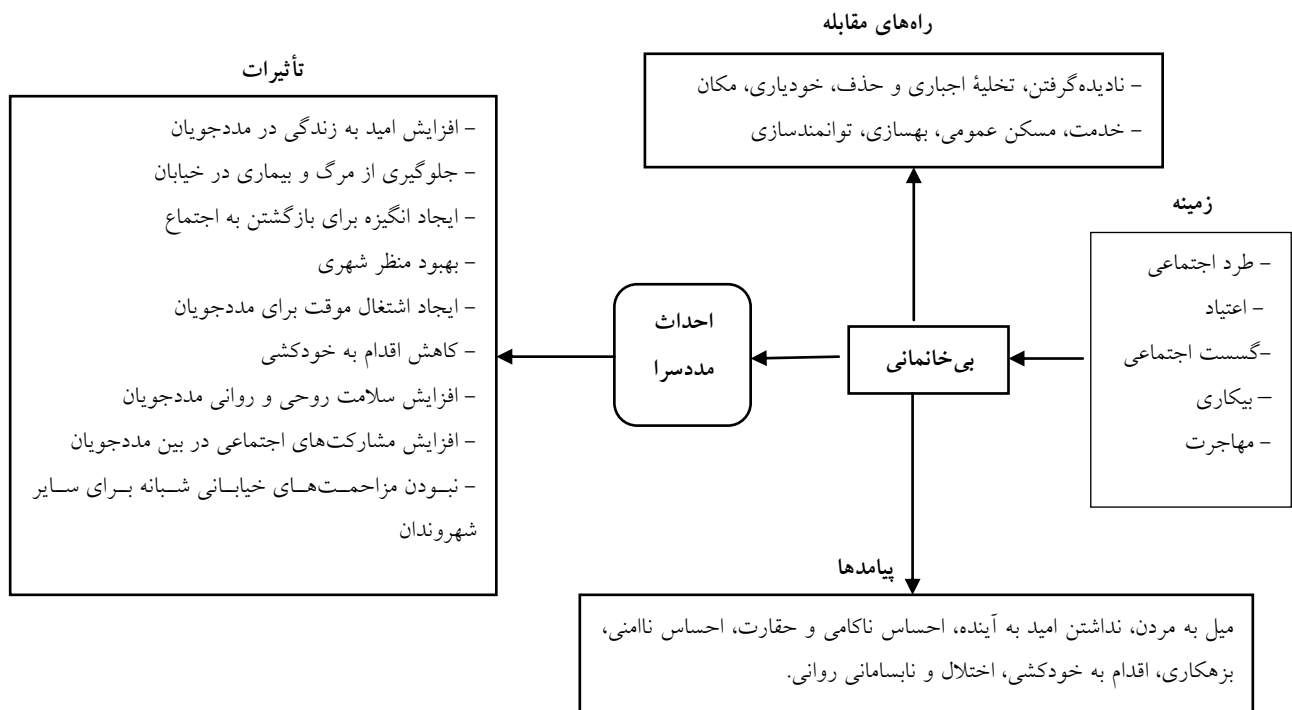 راه‌های مقابله
– نادیده‌گرفتن، تخلیهٔ اجباری و حذف، خودیاری، مکان
– خدمت، مسکن عمومی، بهسازی، توانمندسازی
زمینه
– طرد اجتماعی
– اعتیاد
–گسست اجتماعی
– بیکاری
– مهاجرت
بی‌خانمانی
احداث
مددسرا
تأثیرات
– افزایش امید به زندگی در مددجویان
– جلوگیری از مرگ و بیماری در خیابان
– ایجاد انگیزه برای بازگشتن به اجتماع
– بهبود منظر شهری
– ایجاد اشتغال موقت برای مددجویان
– کاهش اقدام به خودکشی
– افزایش سلامت روحی و روانی مددجویان
– افزایش مشارکت‌های اجتماعی در بین مددجویان
– نبودن مزاحمت‌های خیابانی شبانه برای سایر
شهروندان
پیامدها
میل به مردن، نداشتن امید به آینده، احساس ناکامی و حقارت، احساس ناامنی،
بزهکاری، اقدام به خودکشی، اختلال و نابسامانی روانی.